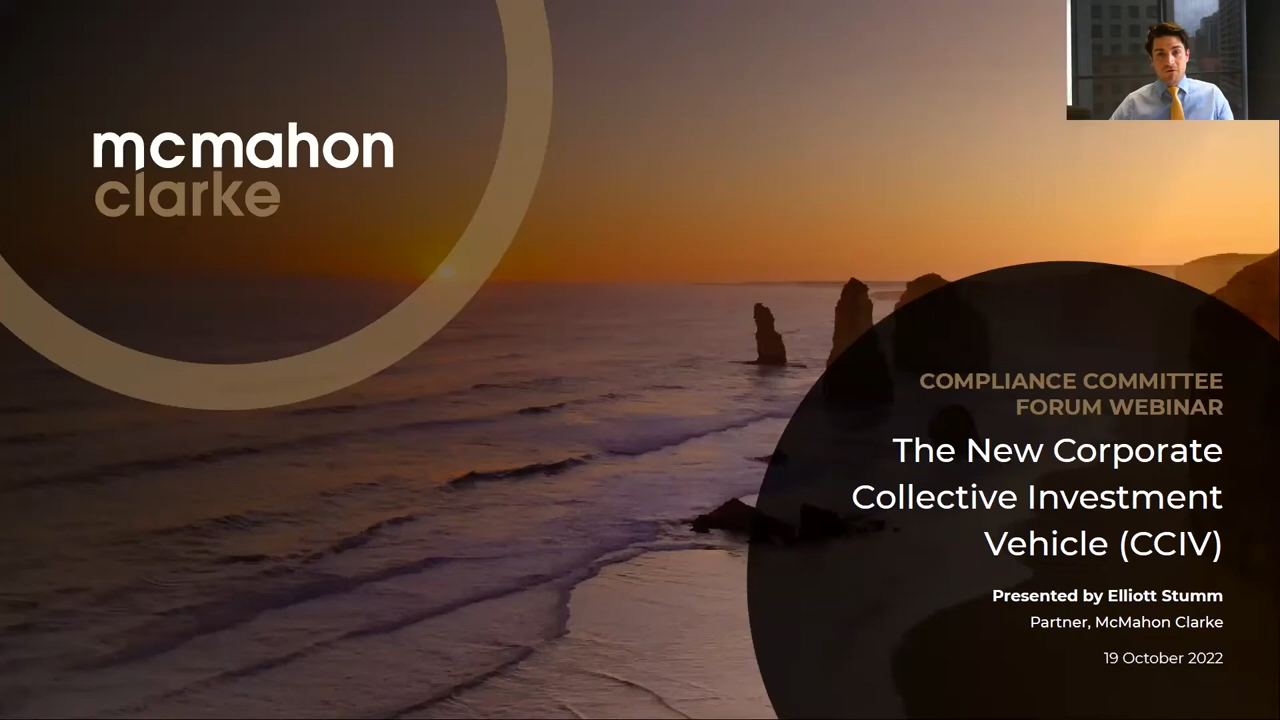 mcmahon
clarke
COMPLIANCE COMMITTEE
FORUM WEBINAR
The New Corporate
Collective Investment
Vehicle (CCIV)
Presented by Elliott Stumm
Partner, McMahon Clarke
19 October 2022